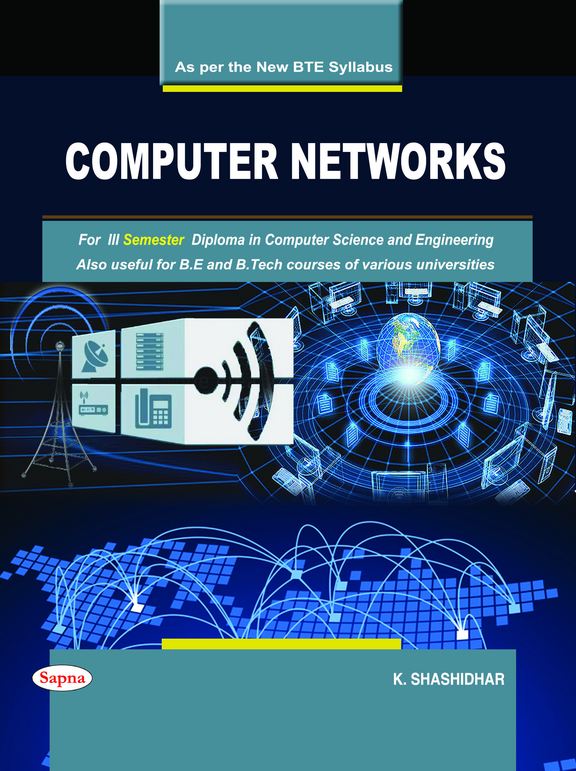 As per the New BTE Syllabus
COMPUTER NETWORKS
For III Semester Diploma in Computer Science and Engineering
Also useful for B.E and B.Tech courses of various universities
Sapna
K. SHASHIDHAR